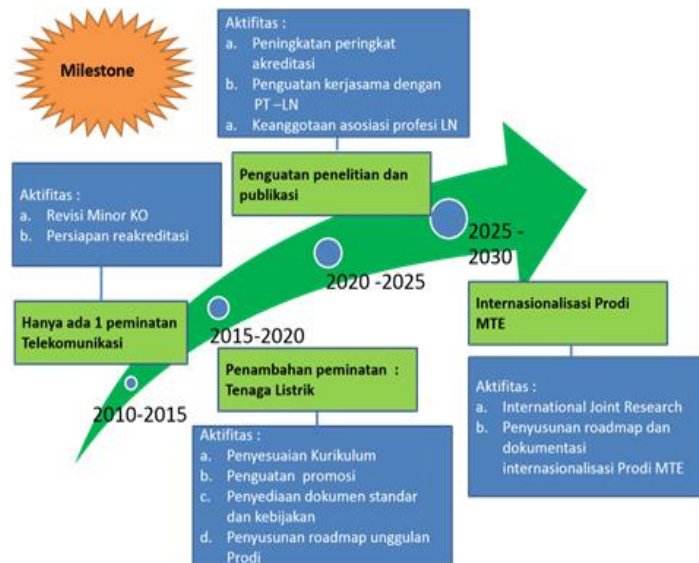 Milestone
Aktifitas :
a. Peningkatan peringkat
akreditasi
b. Penguatan kerjasama dengan
PT –LN
a. Keanggotaan asosiasi profesi LN
Penguatan penelitian dan
publikasi
Aktifitas :
a. Revisi Minor KO
b. Persiapan reakreditasi
Hanya ada 1 peminatan
Telekomunikasi
2010-2015
2015-2020
2020 -2025
2025 -
2030
Penambahan peminatan :
Tenaga Listrik
Aktifitas :
a. Penyesuaian Kurikulum
b. Penguatan promosi
c. Penyediaan dokumen standar
dan kebijakan
d. Penyusunan roadmap unggulan
Prodi
Internasionalisasi Prodi
MTE
Aktifitas :
a. International Joint Research
b. Penyusunan roadmap dan
dokumentasi
internasionalisasi Prodi MTE